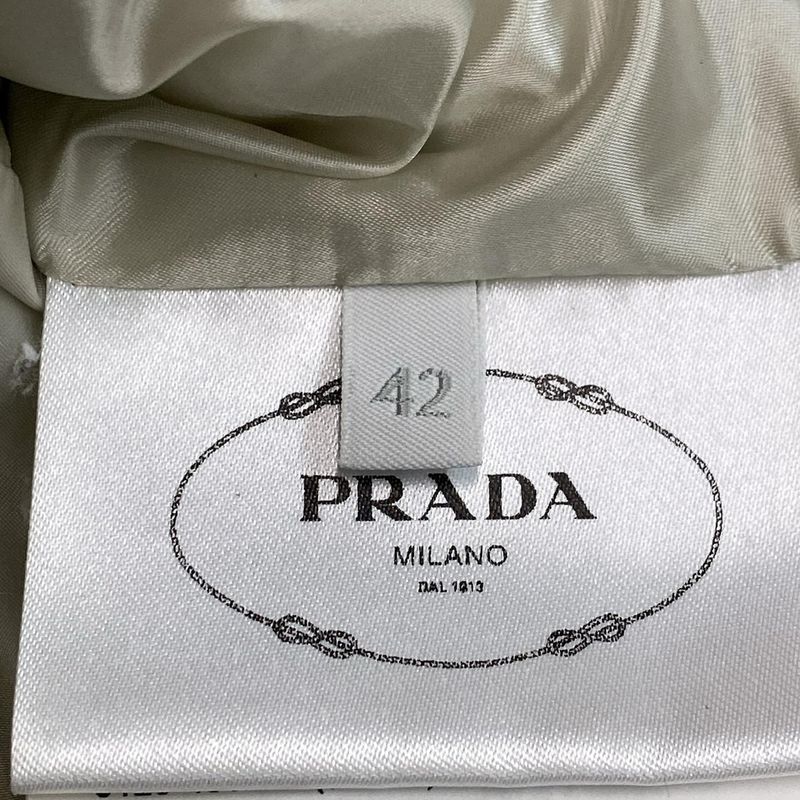 42
PRADA
MILANO
DAL 1913